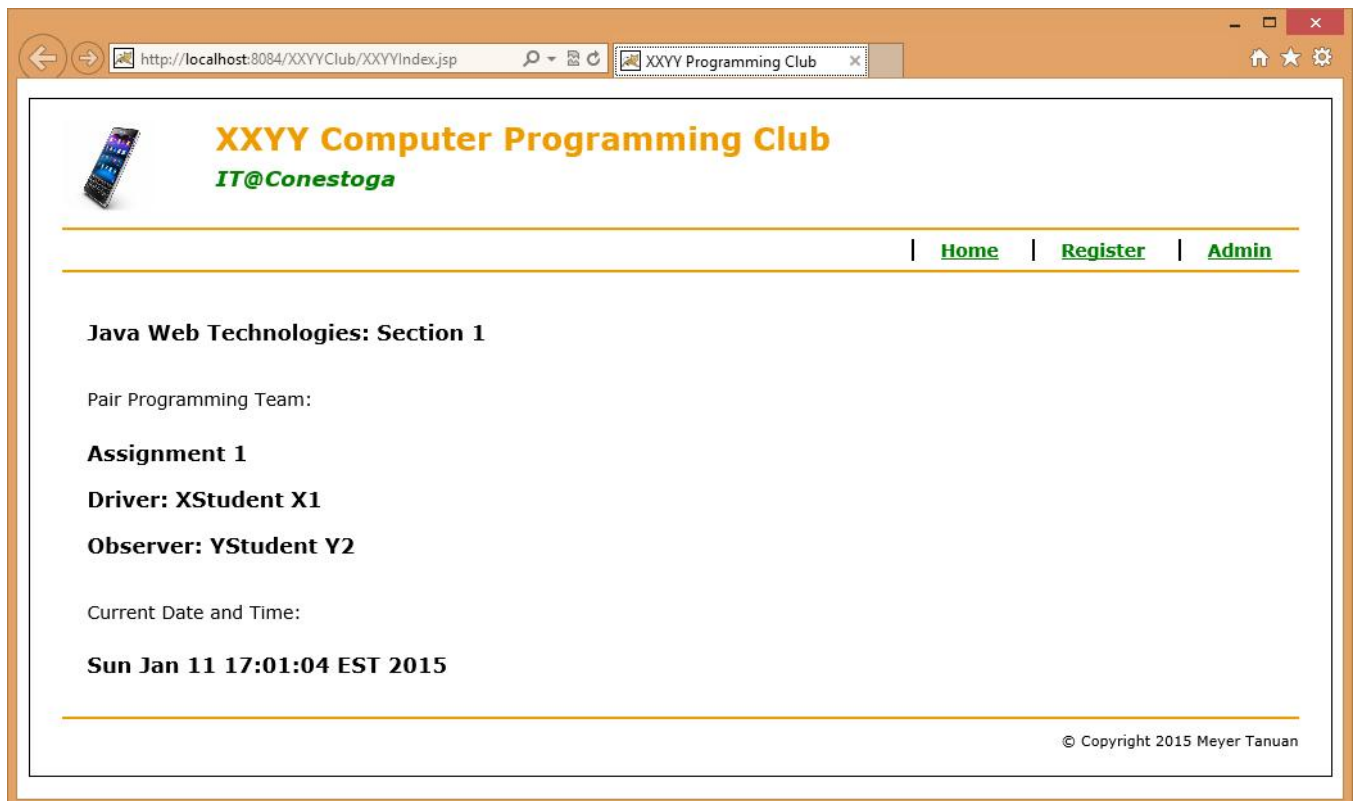 http://localhost:8084/XXYYClub/XXYYIndex.jsp
XXYY Programming Club
XXYY Computer Programming Club
IT@Conestoga
Home
Register
Admin
Java Web Technologies: Section 1
Pair Programming Team:
Assignment 1
Driver: XStudent X1
Observer: YStudent Y2
Current Date and Time:
Sun Jan 11 17:01:04 EST 2015
© Copyright 2015 Meyer Tanuan